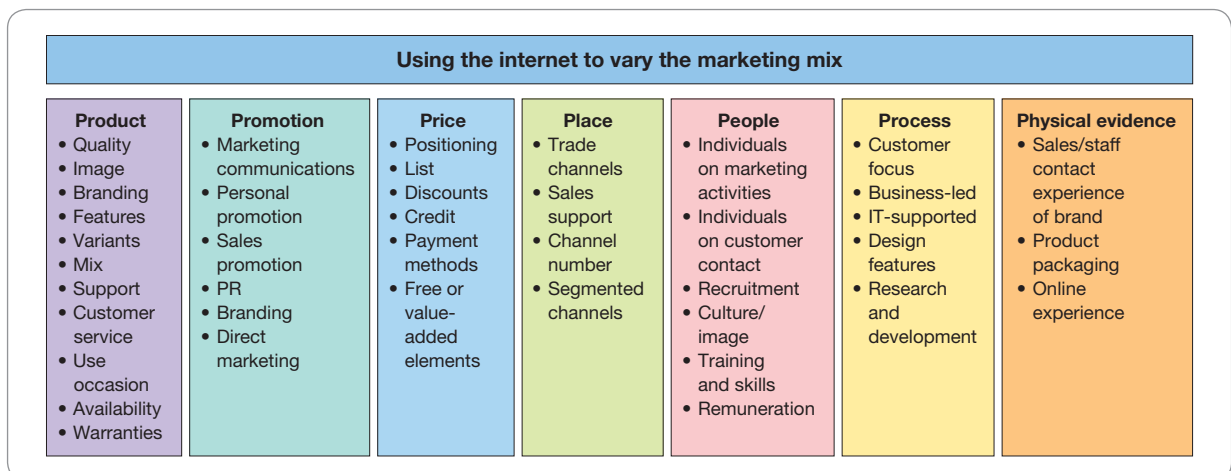 Using the internet to vary the marketing mix
Product
• Quality
• Image
• Branding
• Features
• Variants
• Mix
• Support
• Customer
service
• Use
occasion
• Availability
• Warranties
Promotion
• Marketing
communications
• Personal
promotion
• Sales
promotion
• PR
• Branding
• Direct
marketing
Price
• Positioning
• List
• Discounts
• Credit
• Payment
methods
• Free or
value-
added
elements
Place
• Trade
channels
• Sales
support
• Channel
number
• Segmented
channels
People
• Individuals
on marketing
activities
• Individuals
on customer
contact
• Recruitment
• Culture/
image
• Training
and skills
• Remuneration
Process
• Customer
focus
• Business-led
• IT-supported
• Design
features
• Research
and
development
Physical evidence
• Sales/staff
contact
experience
of brand
• Product
packaging
• Online
experience